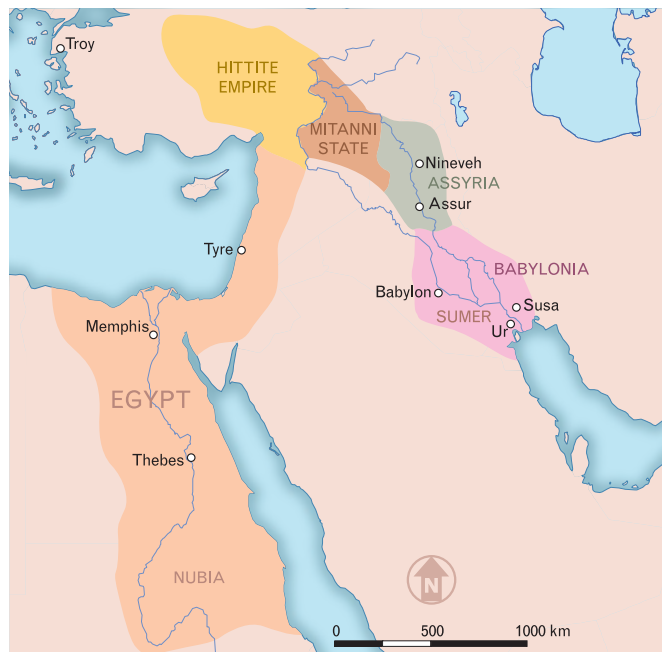 Troy
HITTITE
EMPIRE
MITANNI
STATE
Nineveh
ASSYRIA
Assur
Tyre
BABYLONIA
Babylon
Susa
SUMER
Ur
Memphis
EGYPT
Thebes
NUBIA
N
0 500 1000 km